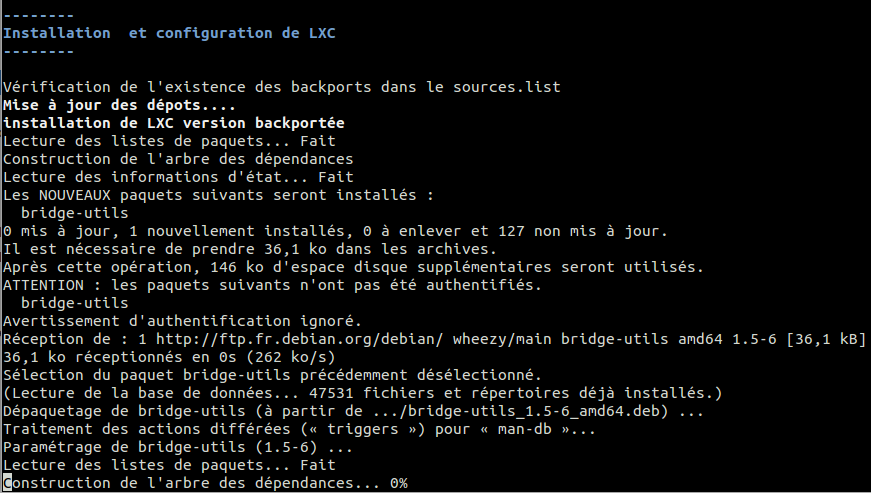 --------
Installation  et configuration de LXC
--------
Vérification de l'existence des backports dans le sources.list
Mise à jour des dépots....
installation de LXC version backportée
Lecture des listes de paquets... Fait
Construction de l'arbre des dépendances
Lecture des informations d'état... Fait
Les NOUVEAUX paquets suivants seront installés :
  bridge-utils
0 mis à jour, 1 nouvellement installés, 0 à enlever et 127 non mis à jour.
Il est nécessaire de prendre 36,1 ko dans les archives.
Après cette opération, 146 ko d'espace disque supplémentaires seront utilisés.
ATTENTION : les paquets suivants n'ont pas été authentifiés.
  bridge-utils
Avertissement d'authentification ignoré.
Réception de : 1 http://ftp.fr.debian.org/debian/ wheezy/main bridge-utils amd64 1.5-6 [36,1 kB]
36,1 ko réceptionnés en 0s (262 ko/s)
Sélection du paquet bridge-utils précédemment désélectionné.
(Lecture de la base de données... 47531 fichiers et répertoires déjà installés.)
Dépaquetage de bridge-utils (à partir de .../bridge-utils_1.5-6_amd64.deb) ...
Traitement des actions différées (« triggers ») pour « man-db »...
Paramétrage de bridge-utils (1.5-6) ...
Lecture des listes de paquets... Fait
Construction de l'arbre des dépendances... 0%